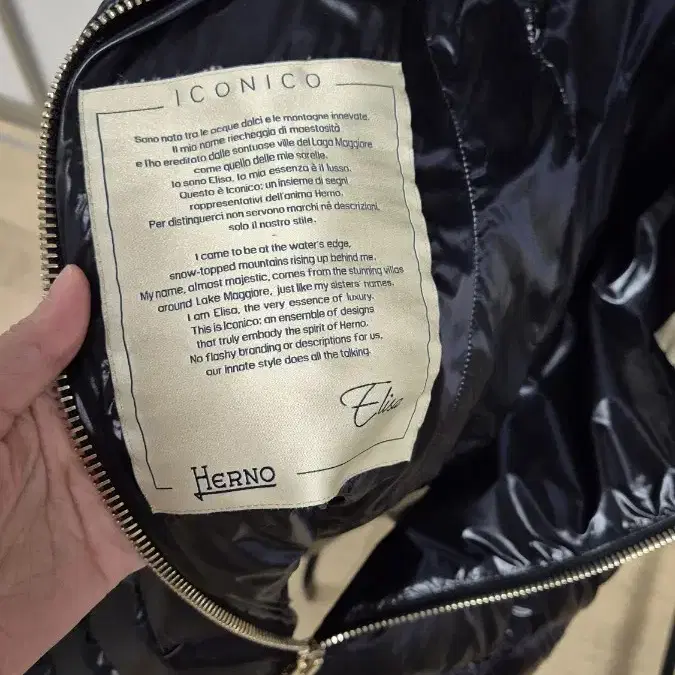 ICONICO
Sono nata tra le acque dolci e le montagne innevate.
Il mio nome riecheggia di maestosità
e l'ho ereditato dalle sontuose ville del Lago Maggiore
come quello delle mie sorelle.
Io sono Elisa, la mia essenza è il lusso.
Questo è Iconico: un insieme di segni
rappresentativi dell'anima Herno.
Per distinguerci non servono marchi né descrizioni,
solo il nostro stile.
I came to be at the water's edge,
snow-topped mountains rising up behind me.
My name, almost majestic, comes from the stunning villas
around Lake Maggiore, just like my sisters' names.
I am Elisa, the very essence of luxury.
This is Iconico: an ensemble of designs
that truly embody the spirit of Herno.
No flashy branding or descriptions for us,
our innate style does all the talking.
Elisa
HERNO